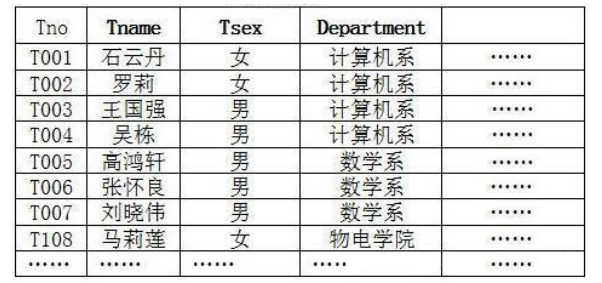 Tno Tname Tsex Department
T001 石云丹 女 计算机系 ……
T002 罗莉 女 计算机系 ……
T003 王国强 男 计算机系 ……
T004 吴栋 男 计算机系 ……
T005 高鸿轩 男 数学系 ……
T006 张怀良 男 数学系 ……
T007 刘晓伟 男 数学系 ……
T108 马莉莲 女 物电学院 ……
…… …… …… ….. ……